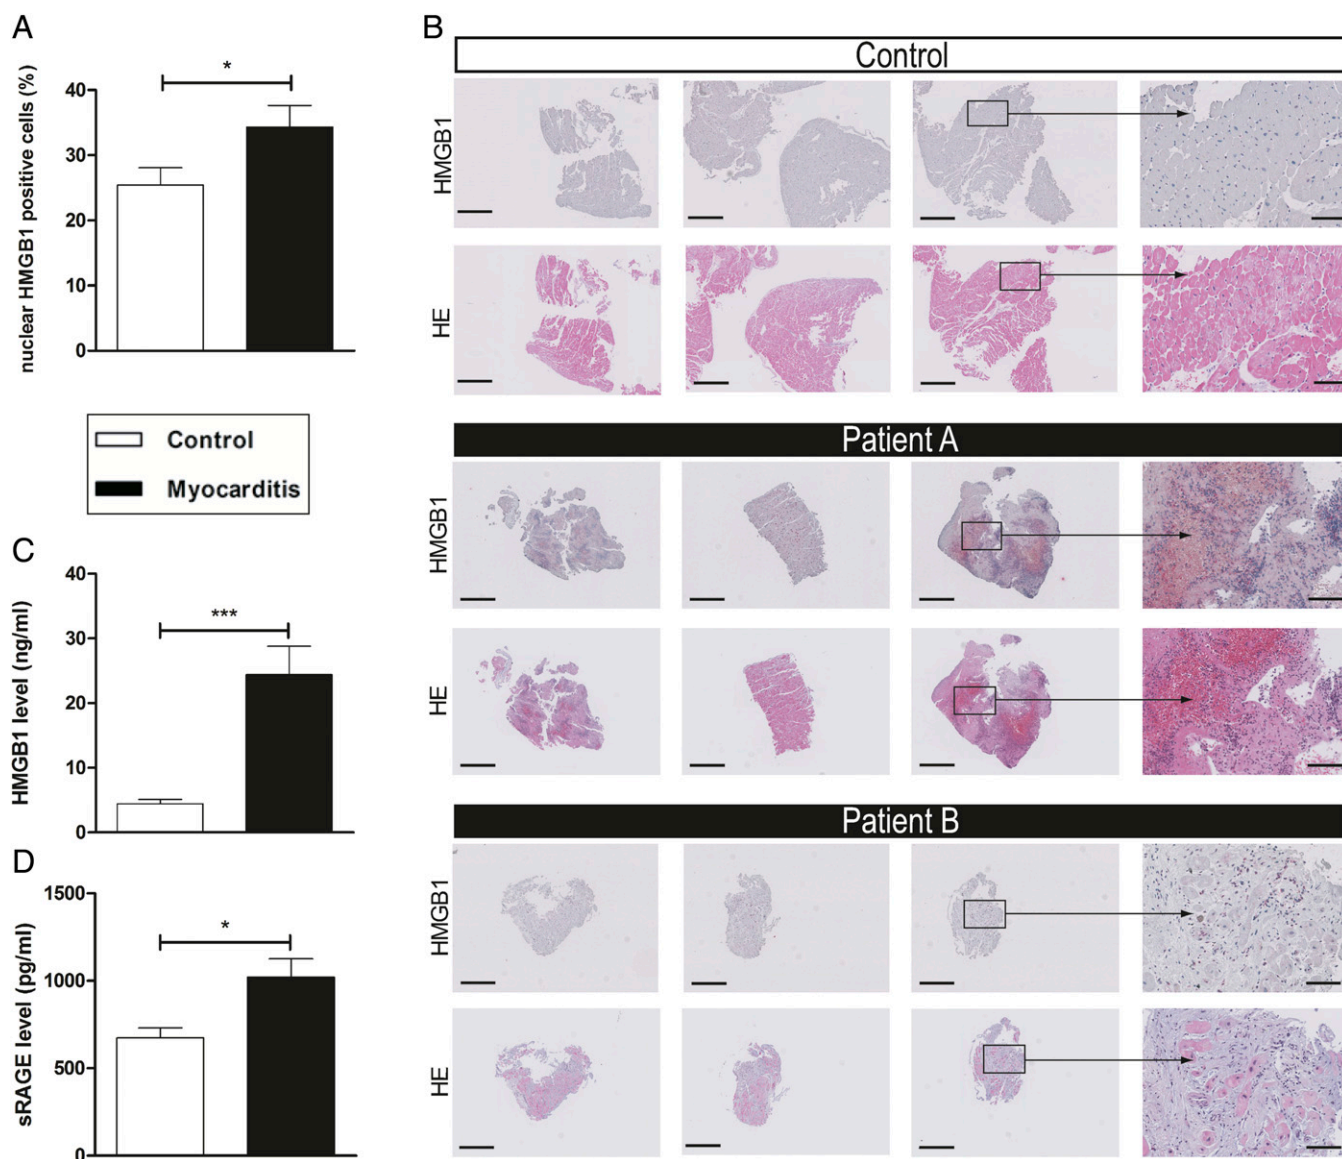 A
nuclear HMGB1 positive cells (%)
40
30
20
10
0
*
Control
Myocarditis
C
HMGB1 level (ng/ml)
40
30
20
10
0
***
D
sRAGE level (pg/ml)
1500
1000
500
0
*
B
Control
HMGB1
HE
Patient A
HMGB1
HE
Patient B
HMGB1
HE